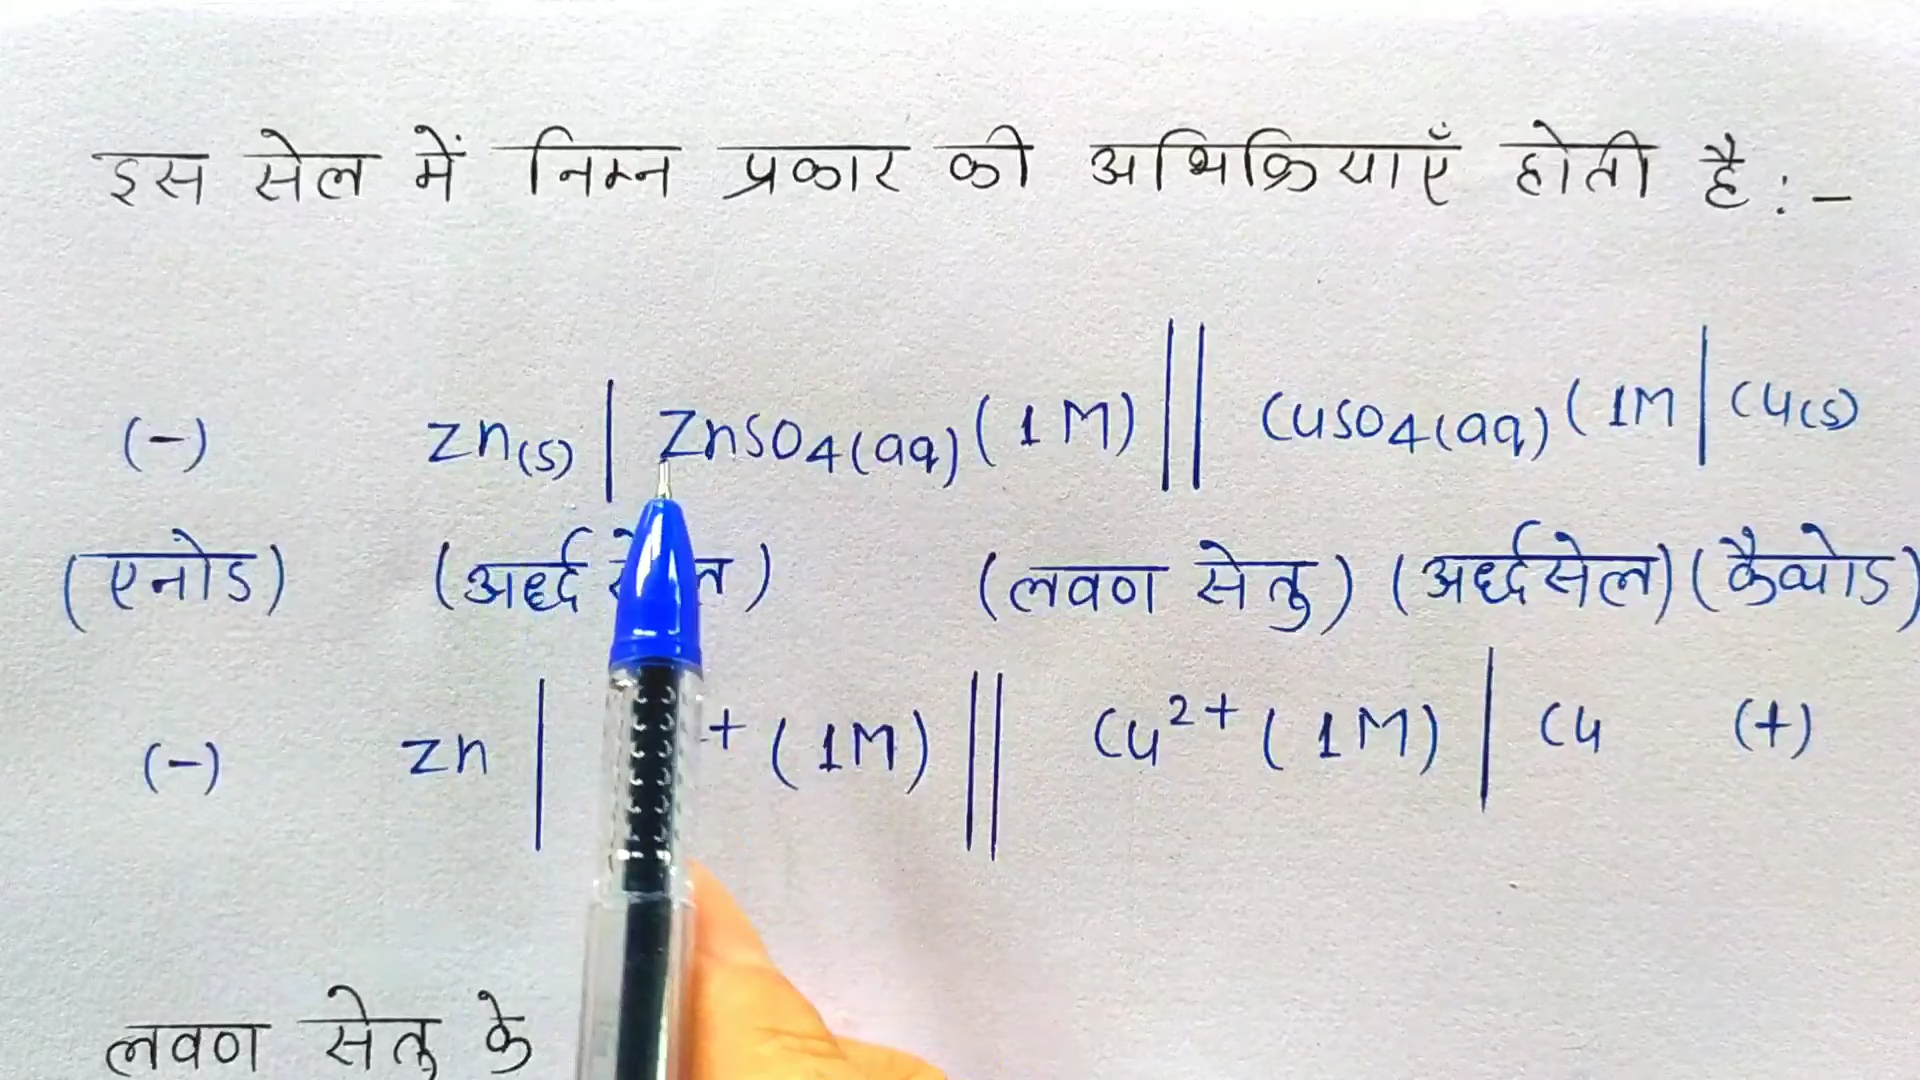 इस सेल में निम्न प्रकार की अभिक्रियाएँ होती है :-
(-) Zn(s) | ZnSO4(aq) (1M) || CuSO4(aq) (1M | Cu(s)
(एनोड) (अर्ध्द) (लवण सेतु) (अर्ध्दसेल) (कैथोड)
(-) Zn | + (1M) || Cu²⁺ (1M) | Cu (+)
लवण सेतु के